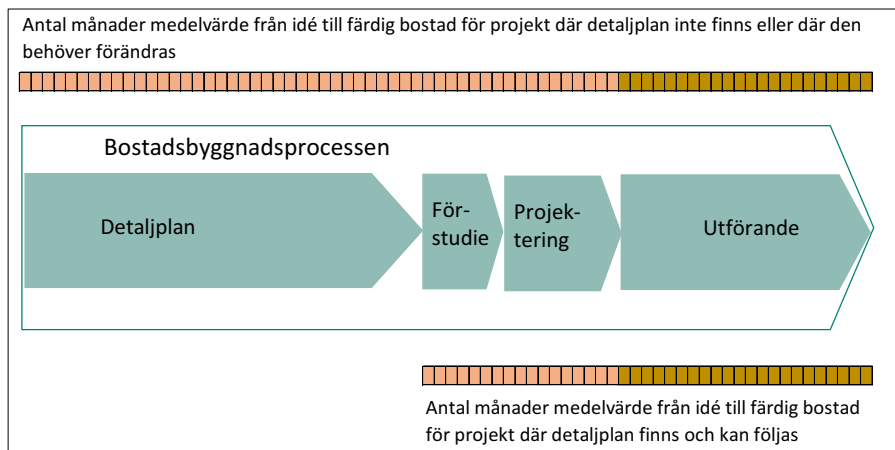 Antal månader medelvärde från idé till färdig bostad för projekt där detaljplan inte finns eller där den
behöver förändras
Bostadsbyggnadsprocessen
Detaljplan
För-
studie
Projek-
tering
Utförande
Antal månader medelvärde från idé till färdig bostad
för projekt där detaljplan finns och kan följas